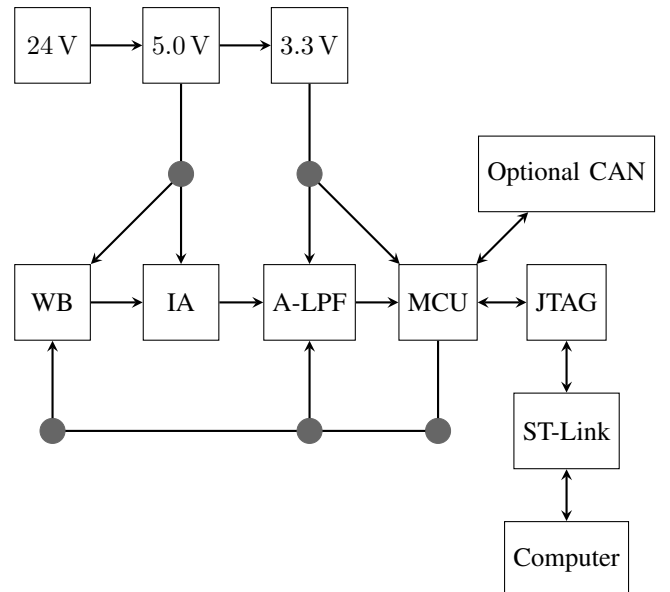 24 V
5.0 V
3.3 V
Optional CAN
WB
IA
A-LPF
MCU
JTAG
ST-Link
Computer